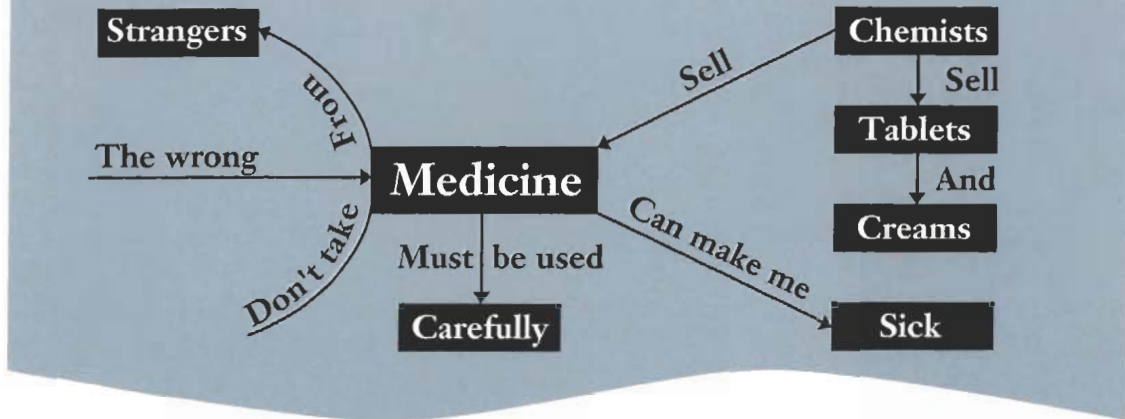 Strangers
Chemists
From
Sell
Sell
Tablets
The wrong
Medicine
And
Creams
Don't take
Must be used
Can make me
Carefully
Sick